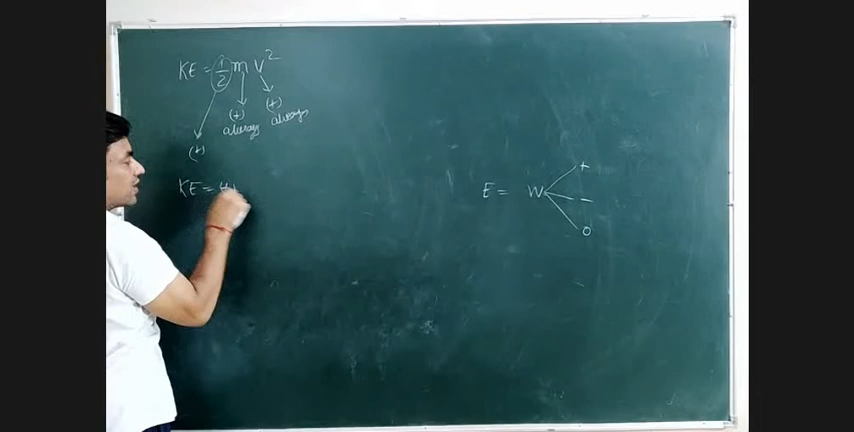 KE = 1/2 m v²
(+) always (+) always
(+)
KE =
E = W + - 0